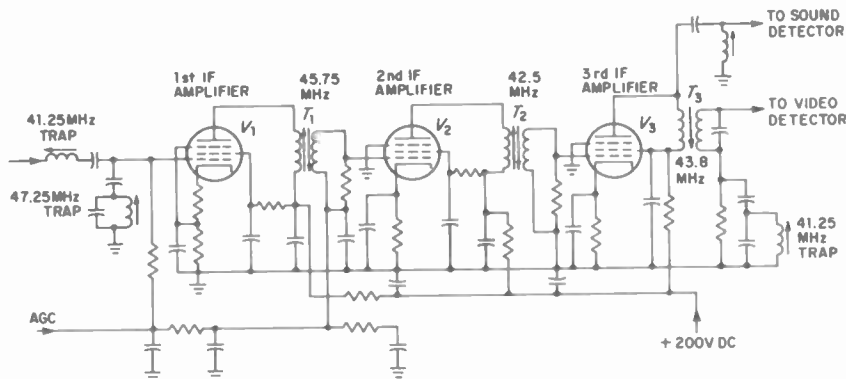 TO SOUND
DETECTOR
1st IF
AMPLIFIER
45.75
MHz
T1
2nd IF
AMPLIFIER
42.5
MHz
T2
3rd IF
AMPLIFIER
T3
TO VIDEO
DETECTOR
41.25MHz
TRAP
V1
V2
V3
43.8
MHz
47.25MHz
TRAP
41.25
MHz
TRAP
AGC
+200V DC